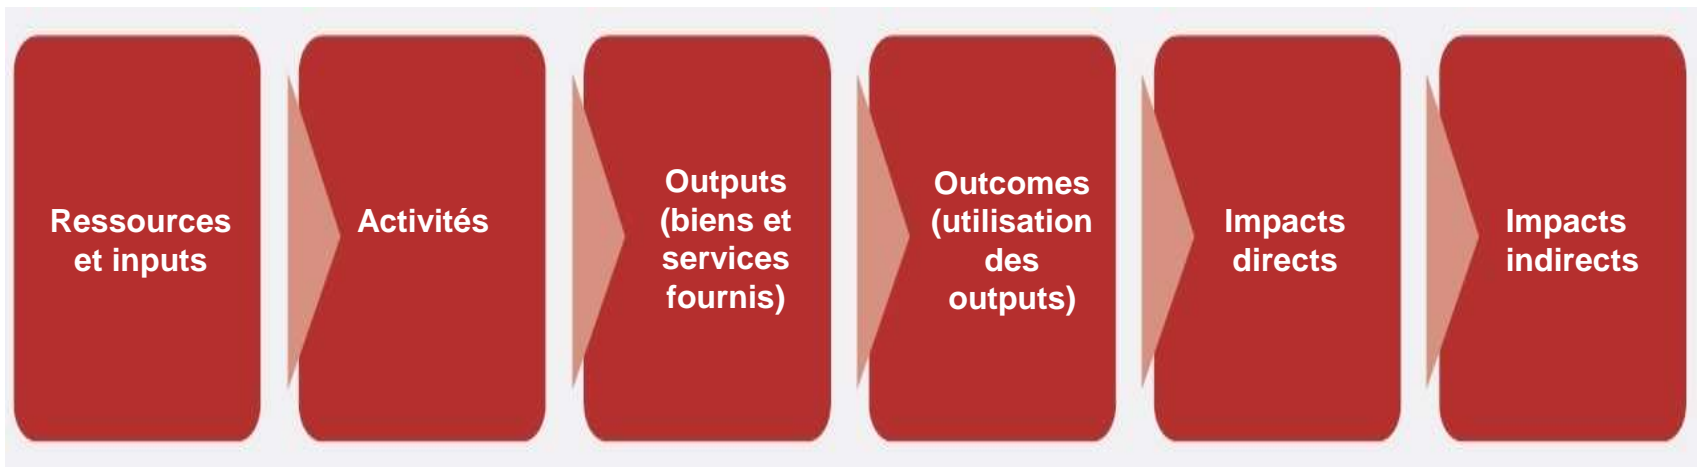 Ressources
et inputs
Activités
Outputs
(biens et
services
fournis)
Outcomes
(utilisation
des
outputs)
Impacts
directs
Impacts
indirects